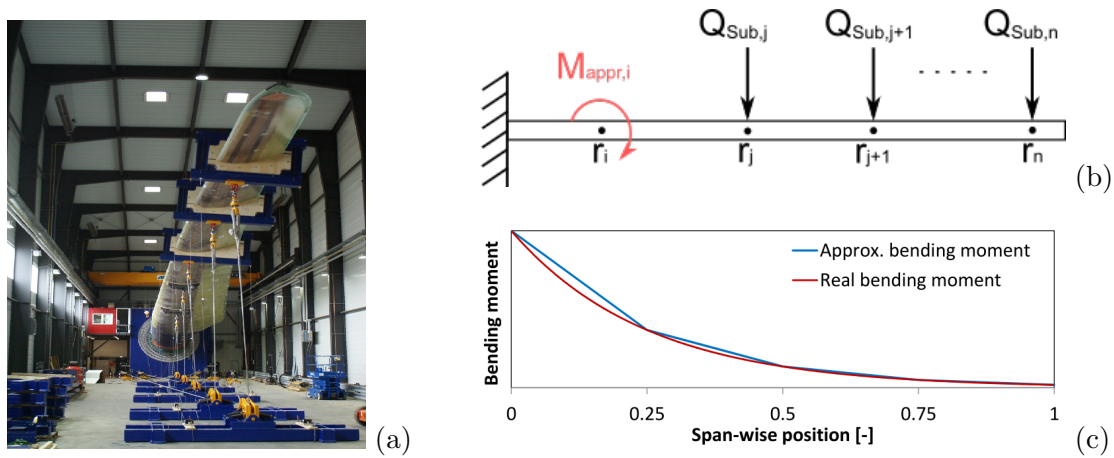 Q_Sub,j Q_Sub,j+1 Q_Sub,n
M_appr,i
r_i r_j r_j+1 r_n
(b)
Approx. bending moment
Real bending moment
Bending moment
0 0.25 0.5 0.75 1
Span-wise position [-]
(a)
(c)